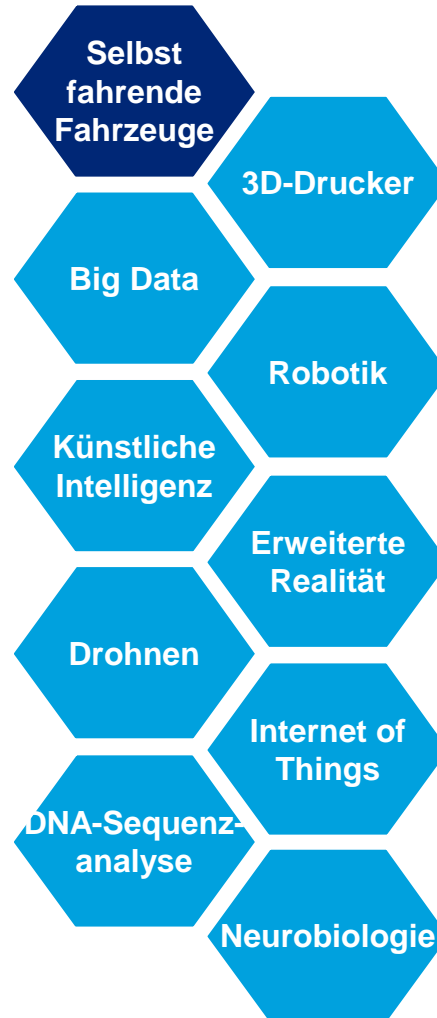 Selbst
fahrende
Fahrzeuge
3D-Drucker
Big Data
Robotik
Künstliche
Intelligenz
Erweiterte
Realität
Drohnen
Internet of
Things
DNA-Sequenz-
analyse
Neurobiologie